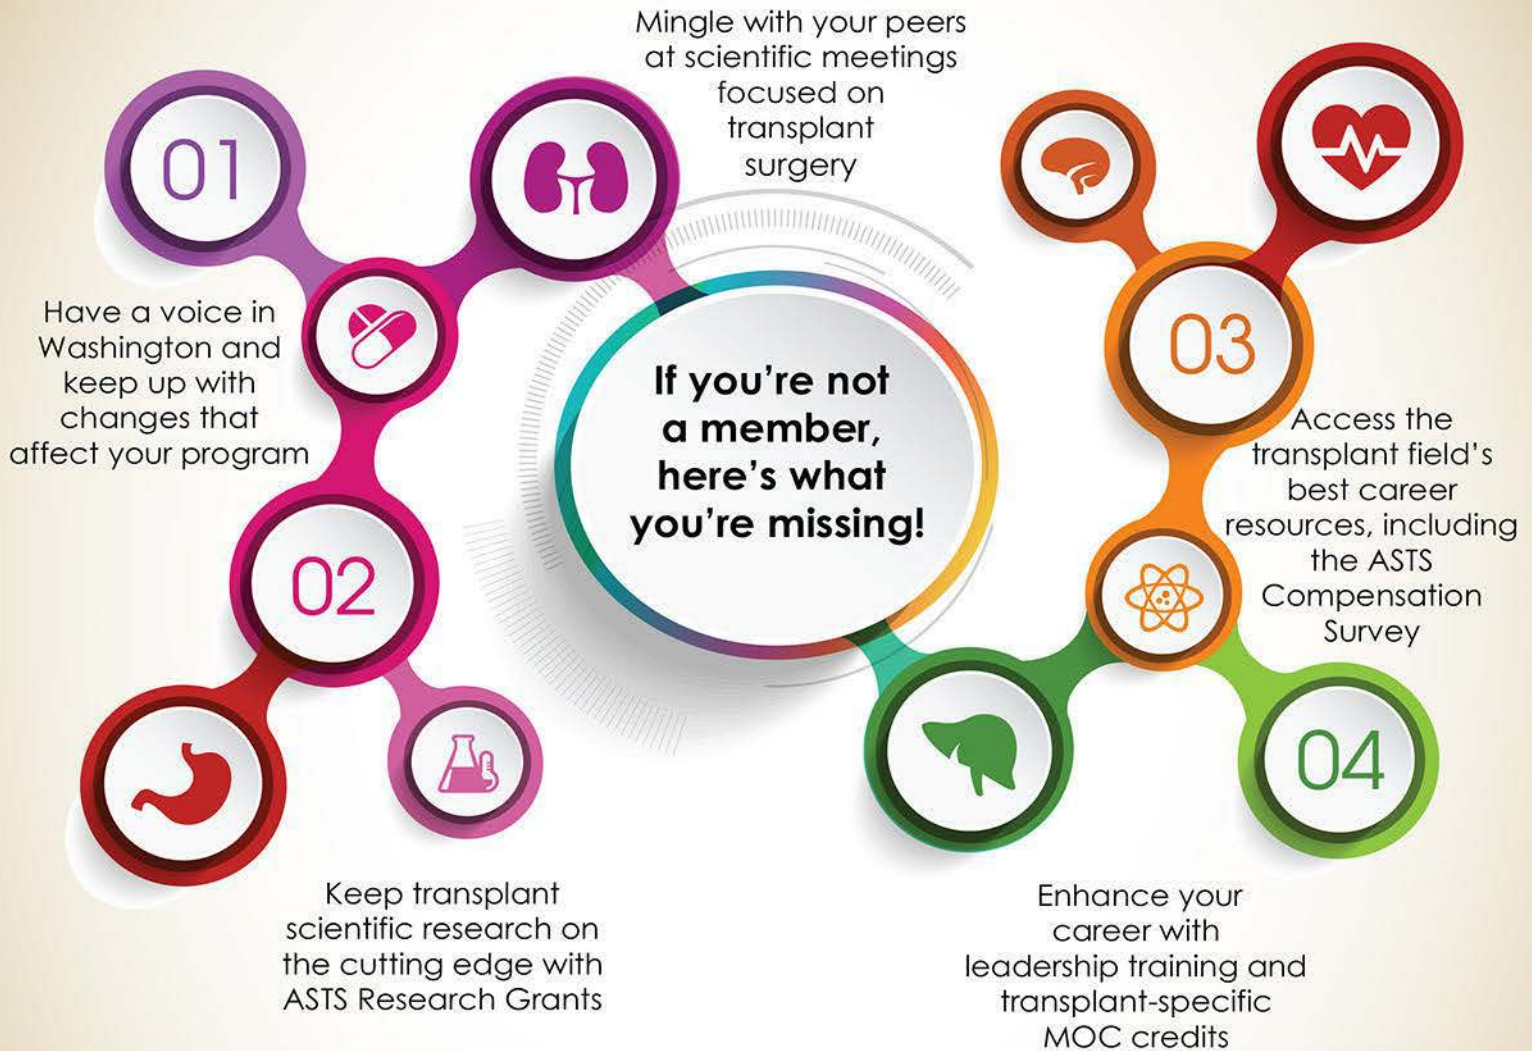 Mingle with your peers
at scientific meetings
focused on
transplant
surgery
01
Have a voice in
Washington and
keep up with
changes that
affect your program
02
Keep transplant
scientific research on
the cutting edge with
ASTS Research Grants
If you're not
a member,
here's what
you're missing!
03
Access the
transplant field's
best career
resources, including
the ASTS
Compensation
Survey
04
Enhance your
career with
leadership training and
transplant-specific
MOC credits